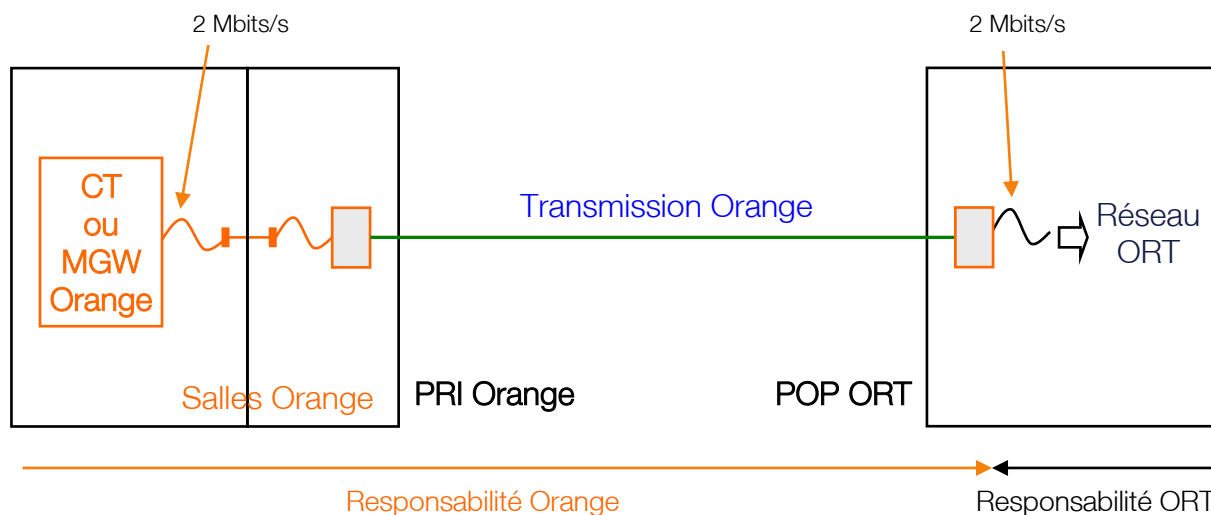 2 Mbits/s
2 Mbits/s
CT
ou
MGW
Orange
Transmission Orange
Réseau
ORT
Salles Orange
PRI Orange
POP ORT
Responsabilité Orange
Responsabilité ORT